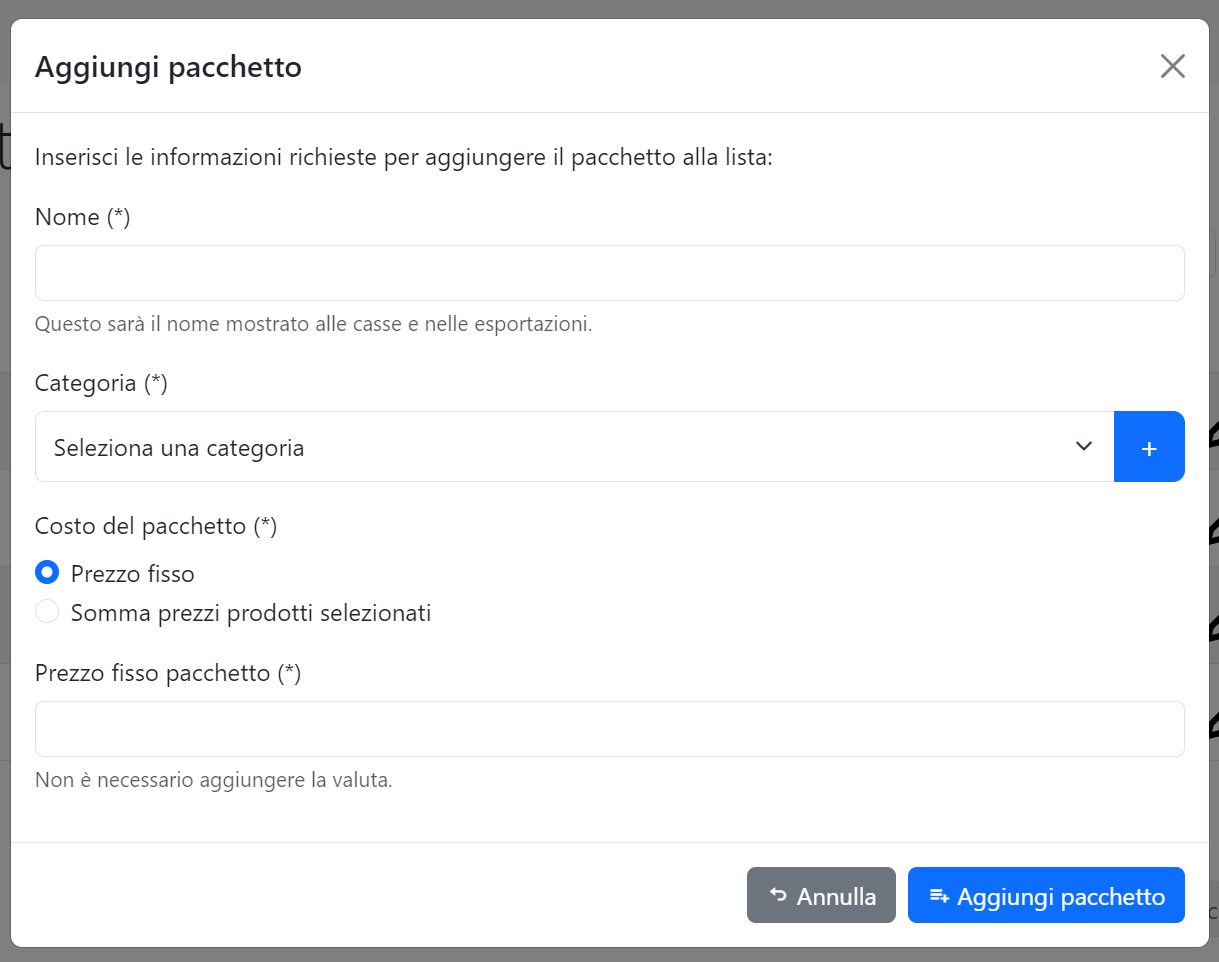 Aggiungi pacchetto
Inserisci le informazioni richieste per aggiungere il pacchetto alla lista:
Nome (*)
Questo sarà il nome mostrato alle casse e nelle esportazioni.
Categoria (*)
Seleziona una categoria
+
Costo del pacchetto (*)
Prezzo fisso
Somma prezzi prodotti selezionati
Prezzo fisso pacchetto (*)
Non è necessario aggiungere la valuta.
Annulla
Aggiungi pacchetto